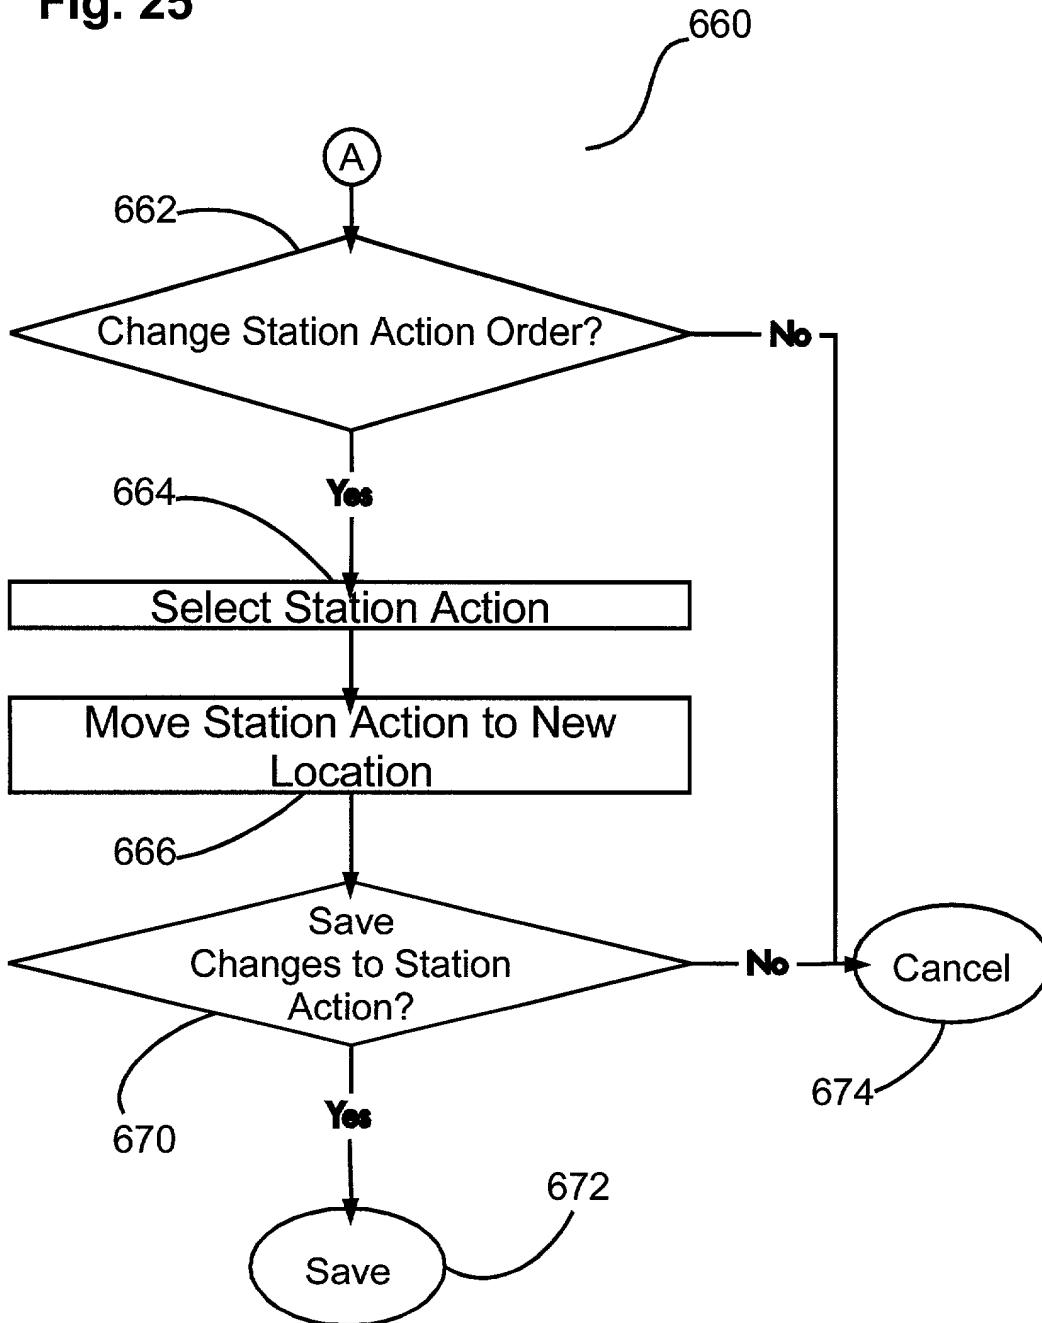 Fig. 25
660
A
662
Change Station Action Order?
No
664
Yes
Select Station Action
Move Station Action to New
Location
666
Save
Changes to Station
Action?
No
Cancel
674
670
Yes
672
Save